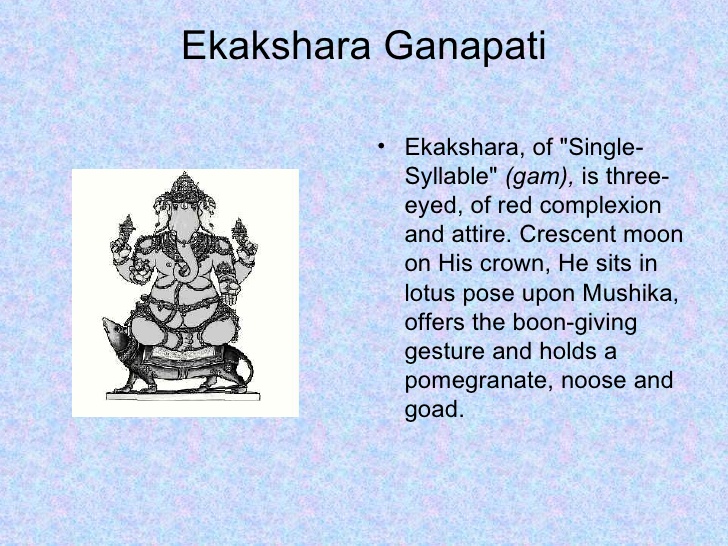 Ekakshara Ganapati
• Ekakshara, of "Single-
Syllable" (gam), is three-
eyed, of red complexion
and attire. Crescent moon
on His crown, He sits in
lotus pose upon Mushika,
offers the boon-giving
gesture and holds a
pomegranate, noose and
goad.